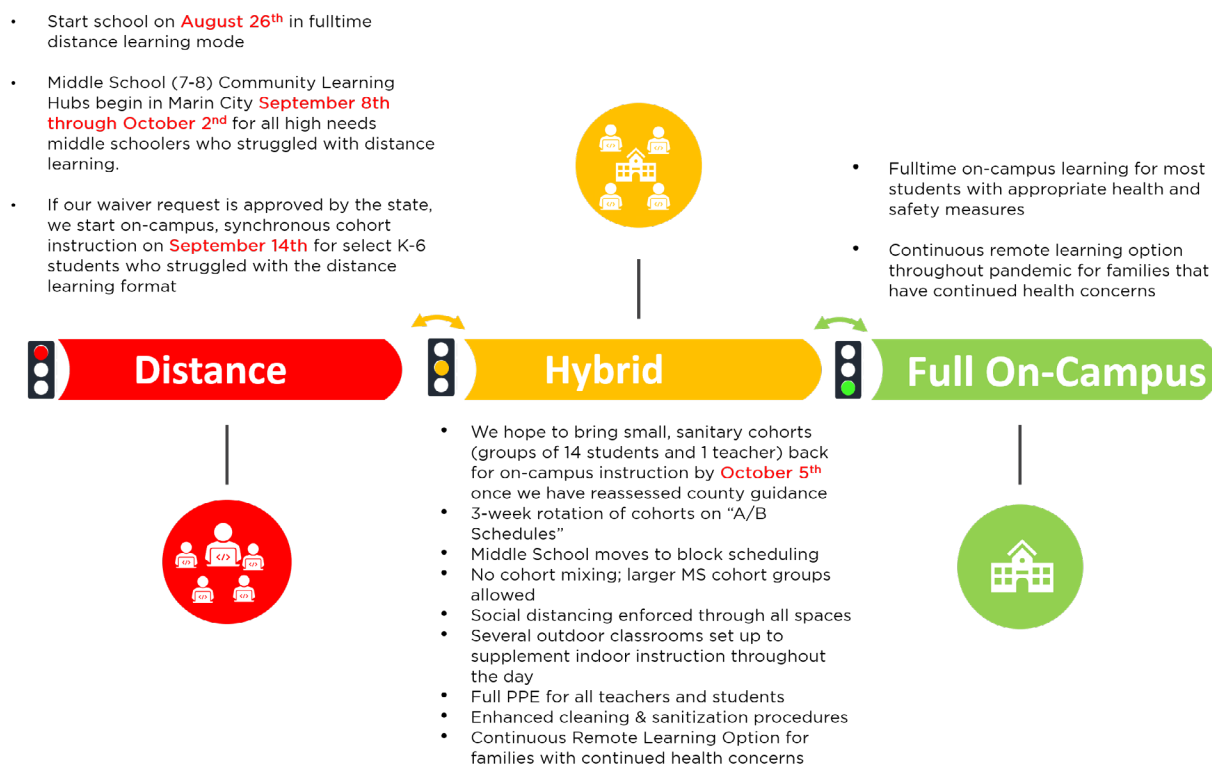 • Start school on August 26th in fulltime
distance learning mode
• Middle School (7-8) Community Learning
Hubs begin in Marin City September 8th
through October 2nd for all high needs
middle schoolers who struggled with distance
learning.
• If our waiver request is approved by the state,
we start on-campus, synchronous cohort
instruction on September 14th for select K-6
students who struggled with the distance
learning format
• Fulltime on-campus learning for most
students with appropriate health and
safety measures
• Continuous remote learning option
throughout pandemic for families that
have continued health concerns
Distance
Hybrid
Full On-Campus
• We hope to bring small, sanitary cohorts
(groups of 14 students and 1 teacher) back
for on-campus instruction by October 5th
once we have reassessed county guidance
• 3-week rotation of cohorts on “A/B
Schedules”
• Middle School moves to block scheduling
• No cohort mixing; larger MS cohort groups
allowed
• Social distancing enforced through all spaces
• Several outdoor classrooms set up to
supplement indoor instruction throughout
the day
• Full PPE for all teachers and students
• Enhanced cleaning & sanitization procedures
• Continuous Remote Learning Option for
families with continued health concerns